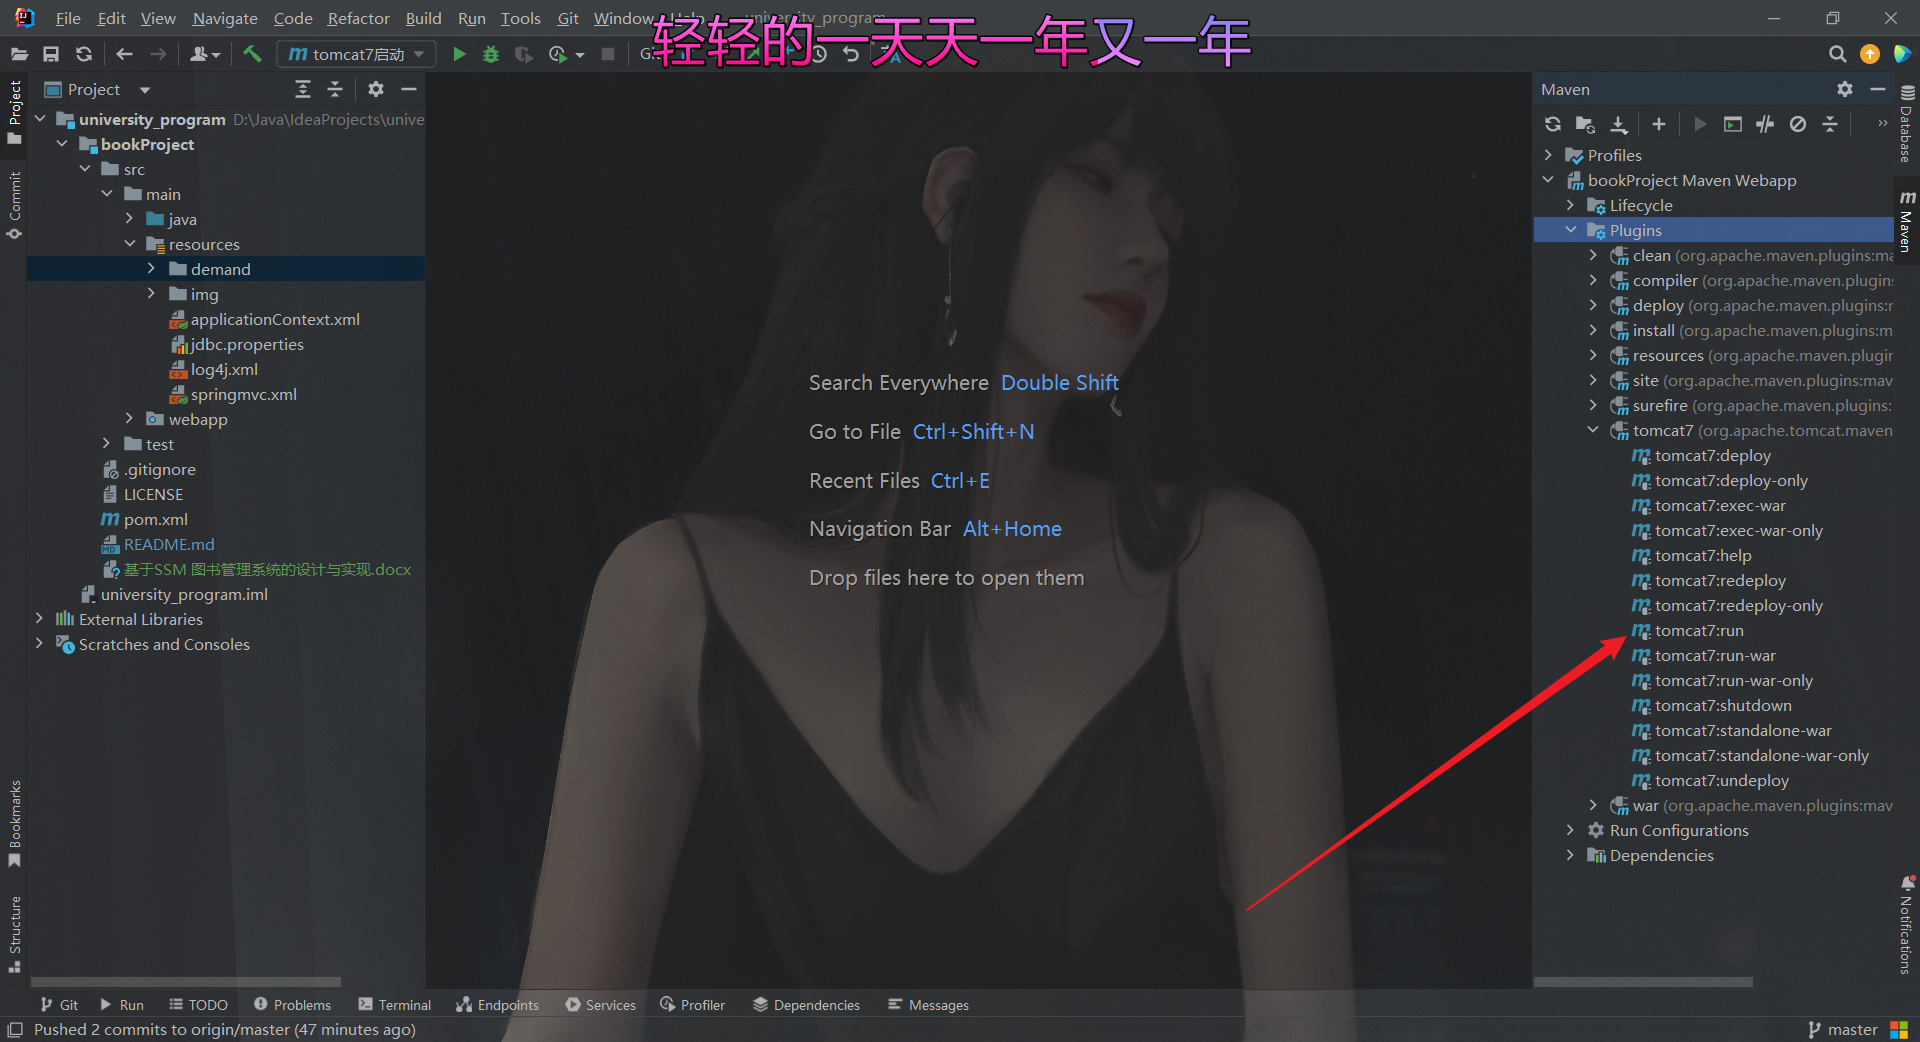 File Edit View Navigate Code Refactor Build Run Tools Git Window Help university_program
轻轻的一天天一年又一年
tomcat7启动
Project
university_program D:\Java\IdeaProjects\unive
bookProject
src
main
java
resources
demand
img
applicationContext.xml
jdbc.properties
log4j.xml
springmvc.xml
webapp
test
.gitignore
LICENSE
pom.xml
README.md
基于SSM 图书管理系统的设计与实现.docx
university_program.iml
External Libraries
Scratches and Consoles
Project
Commit
Bookmarks
Structure
Search Everywhere Double Shift
Go to File Ctrl+Shift+N
Recent Files Ctrl+E
Navigation Bar Alt+Home
Drop files here to open them
Maven
Profiles
bookProject Maven Webapp
Lifecycle
Plugins
clean (org.apache.maven.plugins:ma
compiler (org.apache.maven.plugins
deploy (org.apache.maven.plugins:r
install (org.apache.maven.plugins:m
resources (org.apache.maven.plugir
site (org.apache.maven.plugins:mav
surefire (org.apache.maven.plugins:
tomcat7 (org.apache.tomcat.maven
tomcat7:deploy
tomcat7:deploy-only
tomcat7:exec-war
tomcat7:exec-war-only
tomcat7:help
tomcat7:redeploy
tomcat7:redeploy-only
tomcat7:run
tomcat7:run-war
tomcat7:run-war-only
tomcat7:shutdown
tomcat7:standalone-war
tomcat7:standalone-war-only
tomcat7:undeploy
war (org.apache.maven.plugins:mav
Run Configurations
Dependencies
Database
Maven
Notifications
Git Run TODO Problems Terminal Endpoints Services Profiler Dependencies Messages
Pushed 2 commits to origin/master (47 minutes ago)
master